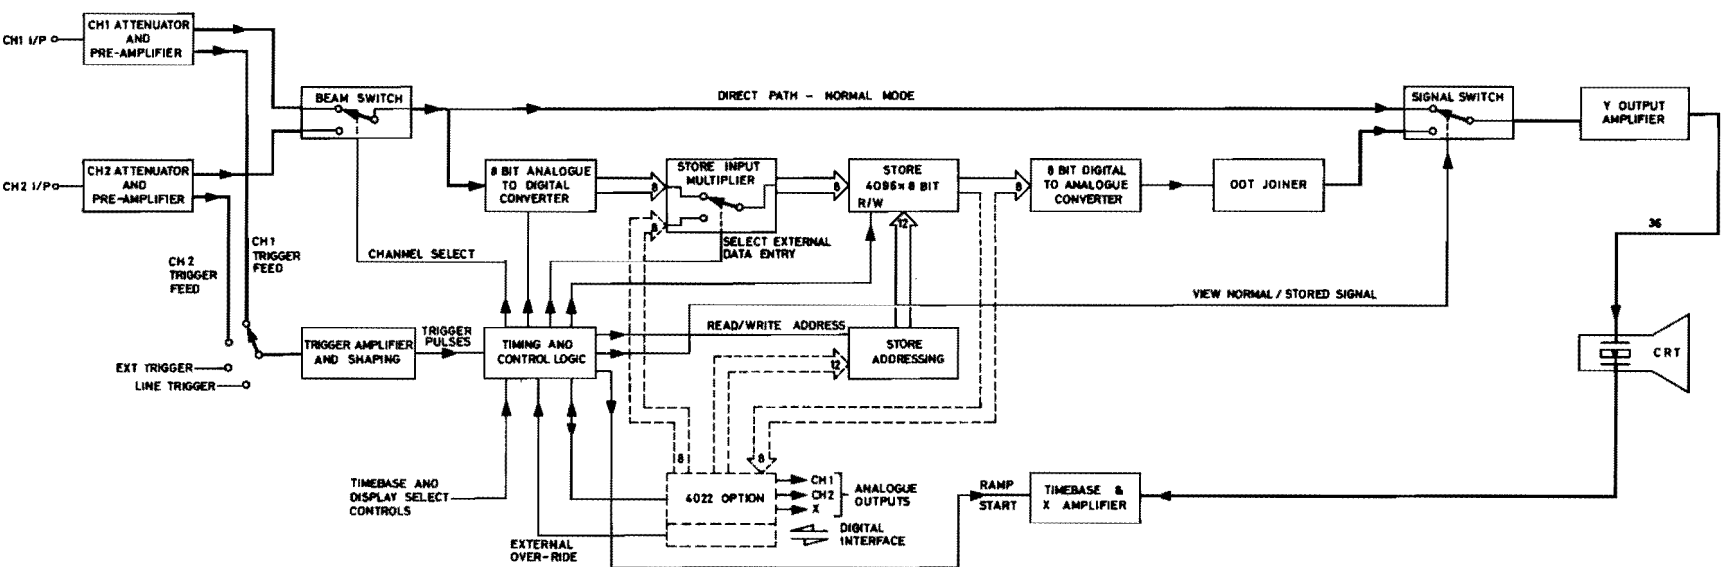 CH1 ATTENUATOR
AND
PRE-AMPLIFIER
CH1 I/P
BEAM SWITCH
DIRECT PATH - NORMAL MODE
SIGNAL SWITCH
Y OUTPUT
AMPLIFIER
CH2 ATTENUATOR
AND
PRE-AMPLIFIER
CH2 I/P
8 BIT ANALOGUE
TO DIGITAL
CONVERTER
8
STORE INPUT
MULTIPLIER
8
8
STORE
4096 × 8 BIT
R/W
12
8
8 BIT DIGITAL
TO ANALOGUE
CONVERTER
DOT JOINER
36
CH1
TRIGGER
FEED
CH2
TRIGGER
FEED
CHANNEL SELECT
SELECT EXTERNAL
DATA ENTRY
VIEW NORMAL / STORED SIGNAL
TRIGGER AMPLIFIER
AND SHAPING
TRIGGER
PULSES
TIMING AND
CONTROL LOGIC
READ/WRITE ADDRESS
STORE
ADDRESSING
12
CRT
EXT TRIGGER
LINE TRIGGER
8
8
TIMEBASE AND
DISPLAY SELECT
CONTROLS
4022 OPTION
CH1
CH2
X
ANALOGUE
OUTPUTS
RAMP
START
TIMEBASE &
X AMPLIFIER
EXTERNAL
OVER-RIDE
DIGITAL
INTERFACE